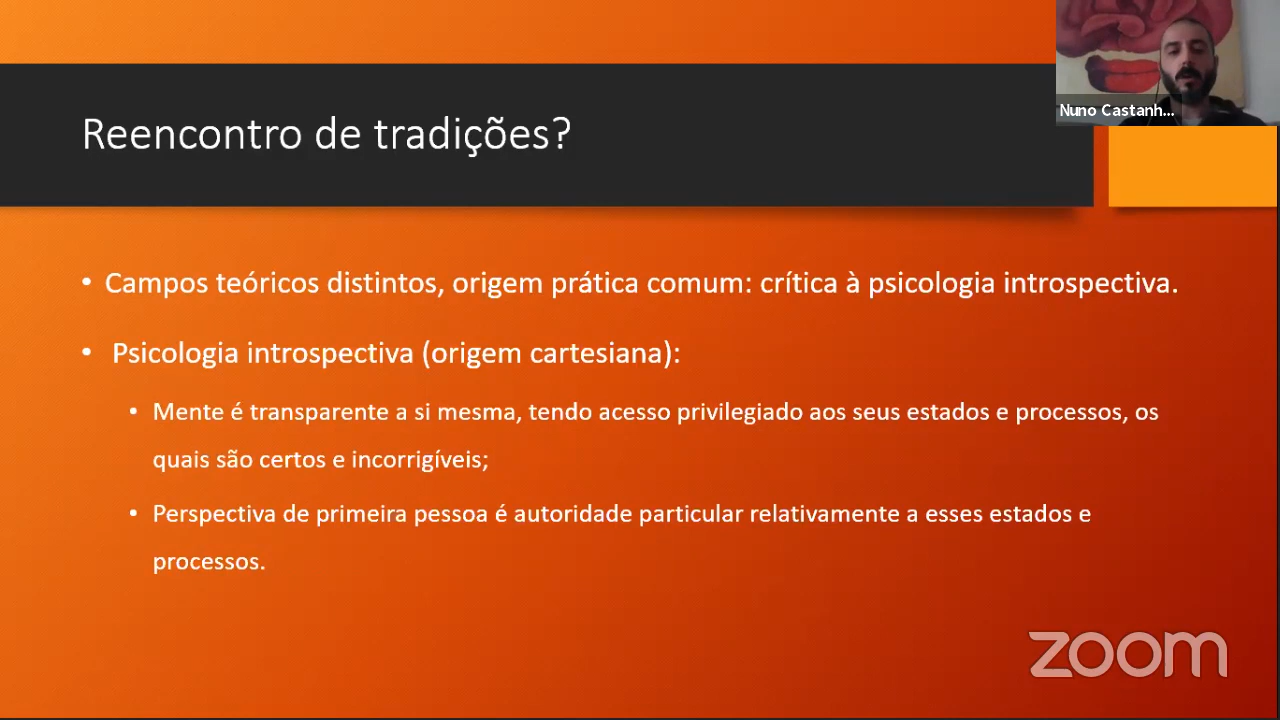 Nuno Castanh...
Reencontro de tradições?
• Campos teóricos distintos, origem prática comum: crítica à psicologia introspectiva.
• Psicologia introspectiva (origem cartesiana):
• Mente é transparente a si mesma, tendo acesso privilegiado aos seus estados e processos, os
quais são certos e incorrigíveis;
• Perspectiva de primeira pessoa é autoridade particular relativamente a esses estados e
processos.
zoom